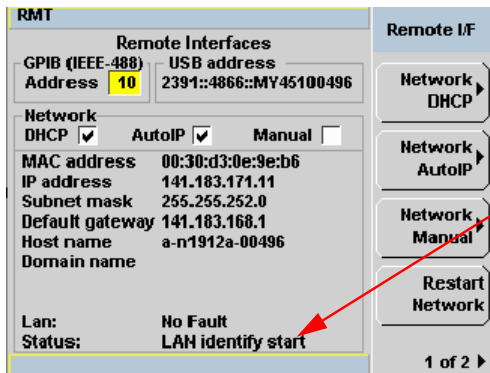 RMT
Remote I/F
Remote Interfaces
GPIB (IEEE-488) USB address
Address 10 2391::4866::MY45100496
Network
DHCP AutoIP Manual
MAC address 00:30:d3:0e:9e:b6
IP address 141.183.171.11
Subnet mask 255.255.252.0
Default gateway 141.183.168.1
Host name a-n1912a-00496
Domain name
Lan: No Fault
Status: LAN identify start
Network
DHCP
Network
AutoIP
Network
Manual
Restart
Network
1 of 2